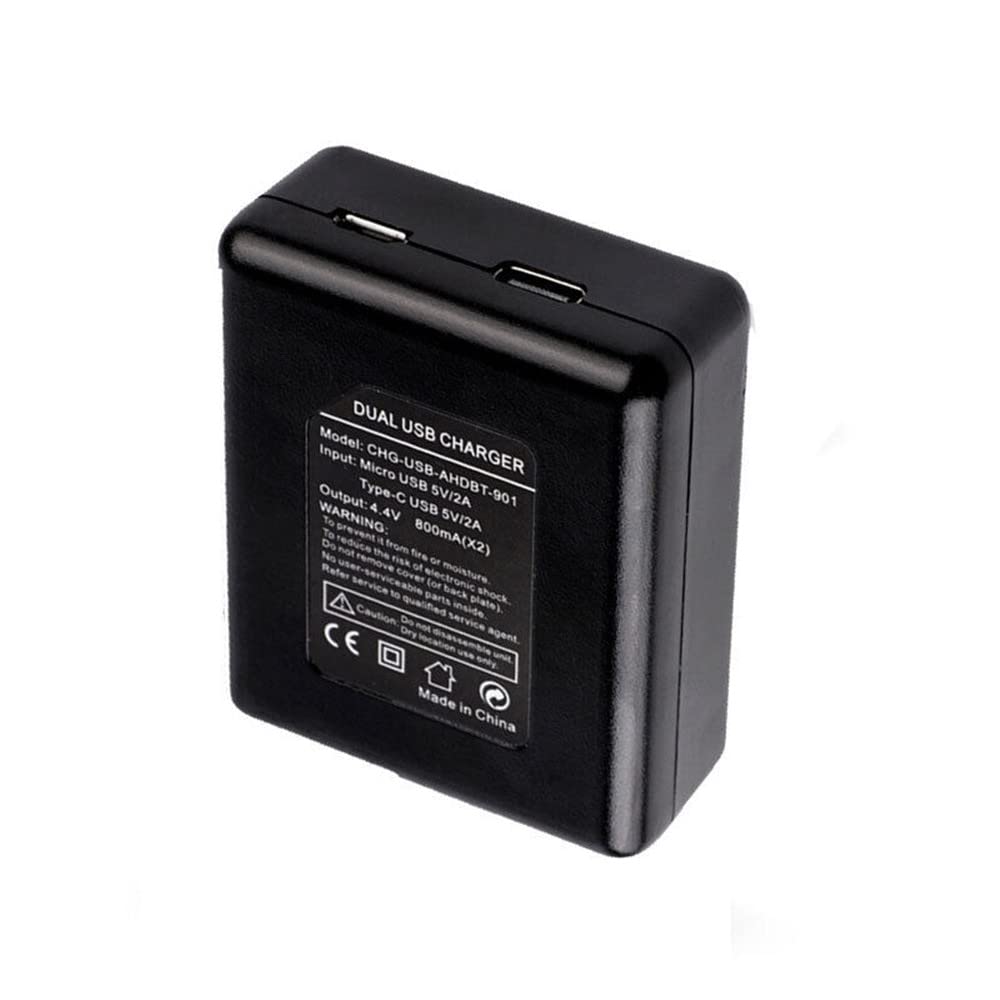 DUAL USB CHARGER
Model: CHG-USB-AHDBT-901
Input: Micro USB 5V/2A
Type-C USB 5V/2A
Output: 4.4V 800mA(X2)
WARNING:
To prevent it from fire or moisture.
To reduce the risk of electronic shock.
Do not remove cover (or back plate).
No user-serviceable parts inside.
Refer service to qualified service agent.
Caution: Do not disassemble unit.
Dry location use only.
CE
Made in China